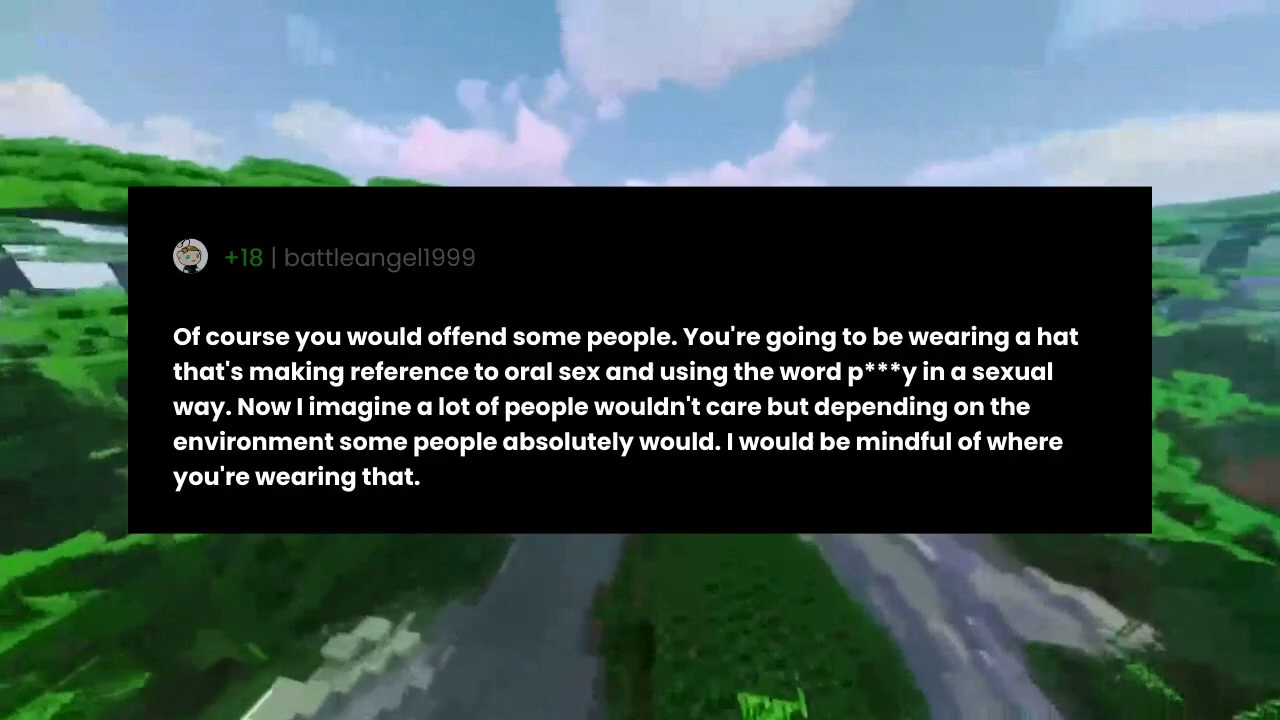 +18 | battleangel1999
Of course you would offend some people. You're going to be wearing a hat
that's making reference to oral sex and using the word p***y in a sexual
way. Now I imagine a lot of people wouldn't care but depending on the
environment some people absolutely would. I would be mindful of where
you're wearing that.